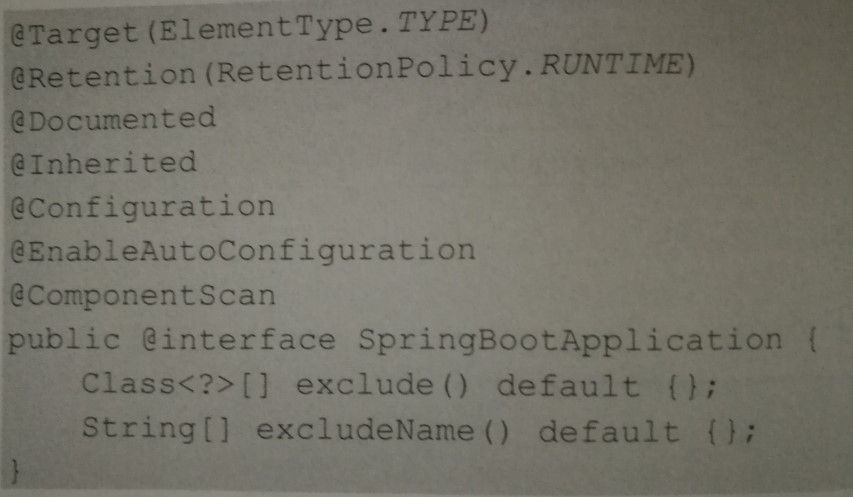 @Target(ElementType.TYPE)
@Retention(RetentionPolicy.RUNTIME)
@Documented
@Inherited
@Configuration
@EnableAutoConfiguration
@ComponentScan
public @interface SpringBootApplication {
    Class<?>[] exclude() default {};
    String[] excludeName() default {};
}